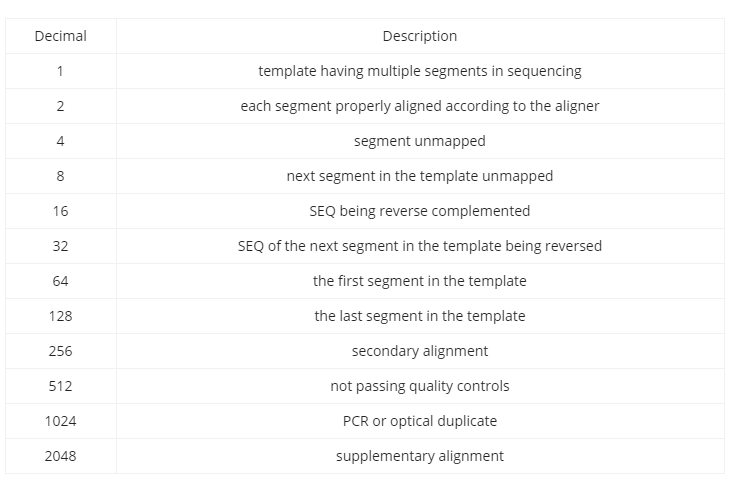 Decimal Description
1 template having multiple segments in sequencing
2 each segment properly aligned according to the aligner
4 segment unmapped
8 next segment in the template unmapped
16 SEQ being reverse complemented
32 SEQ of the next segment in the template being reversed
64 the first segment in the template
128 the last segment in the template
256 secondary alignment
512 not passing quality controls
1024 PCR or optical duplicate
2048 supplementary alignment